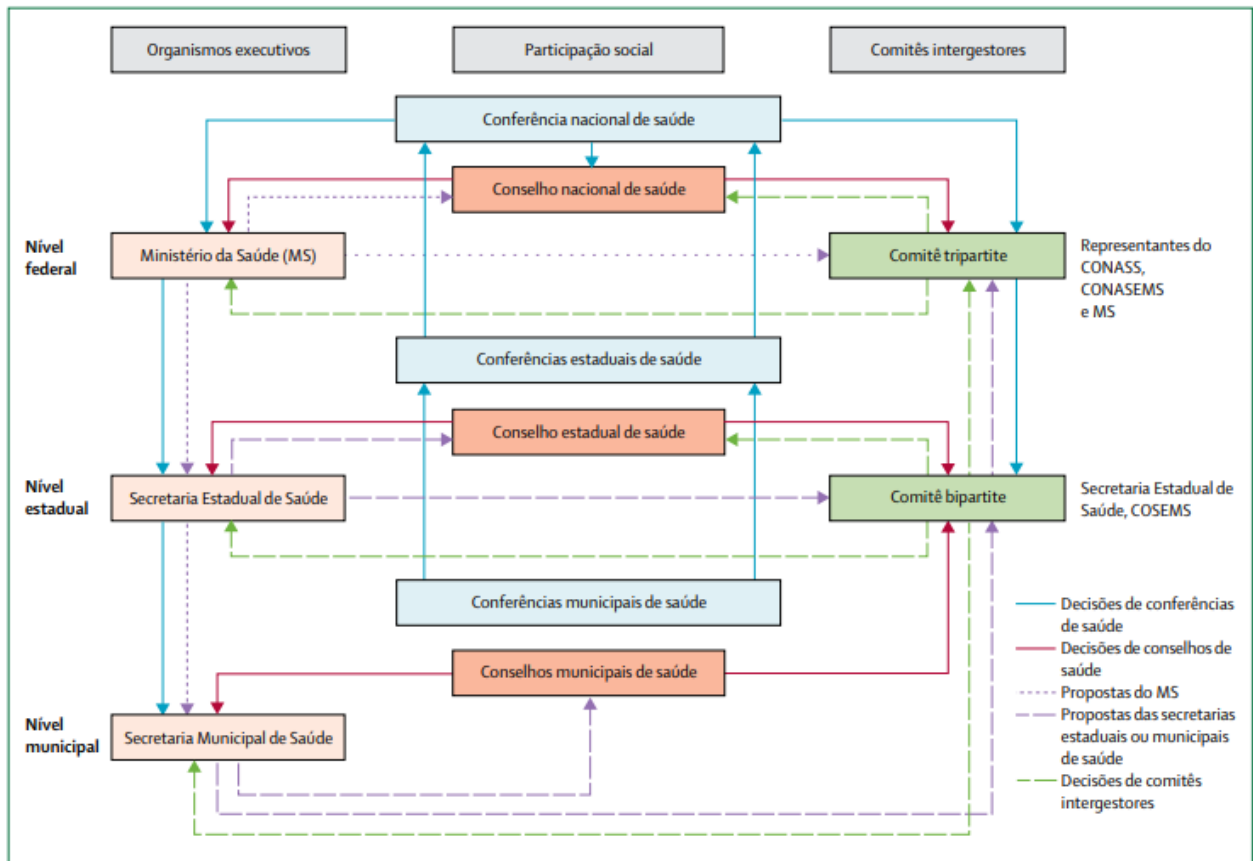 Organismos executivos
Participação social
Comitês intergestores
Conferência nacional de saúde
Conselho nacional de saúde
Nível
federal
Ministério da Saúde (MS)
Comitê tripartite
Representantes do
CONASS,
CONASEMS
e MS
Conferências estaduais de saúde
Conselho estadual de saúde
Nível
estadual
Secretaria Estadual de Saúde
Comitê bipartite
Secretaria Estadual de
Saúde, COSEMS
Conferências municipais de saúde
Conselhos municipais de saúde
Nível
municipal
Secretaria Municipal de Saúde
Decisões de conferências
de saúde
Decisões de conselhos de
saúde
Propostas do MS
Propostas das secretarias
estaduais ou municipais
de saúde
Decisões de comitês
intergestores